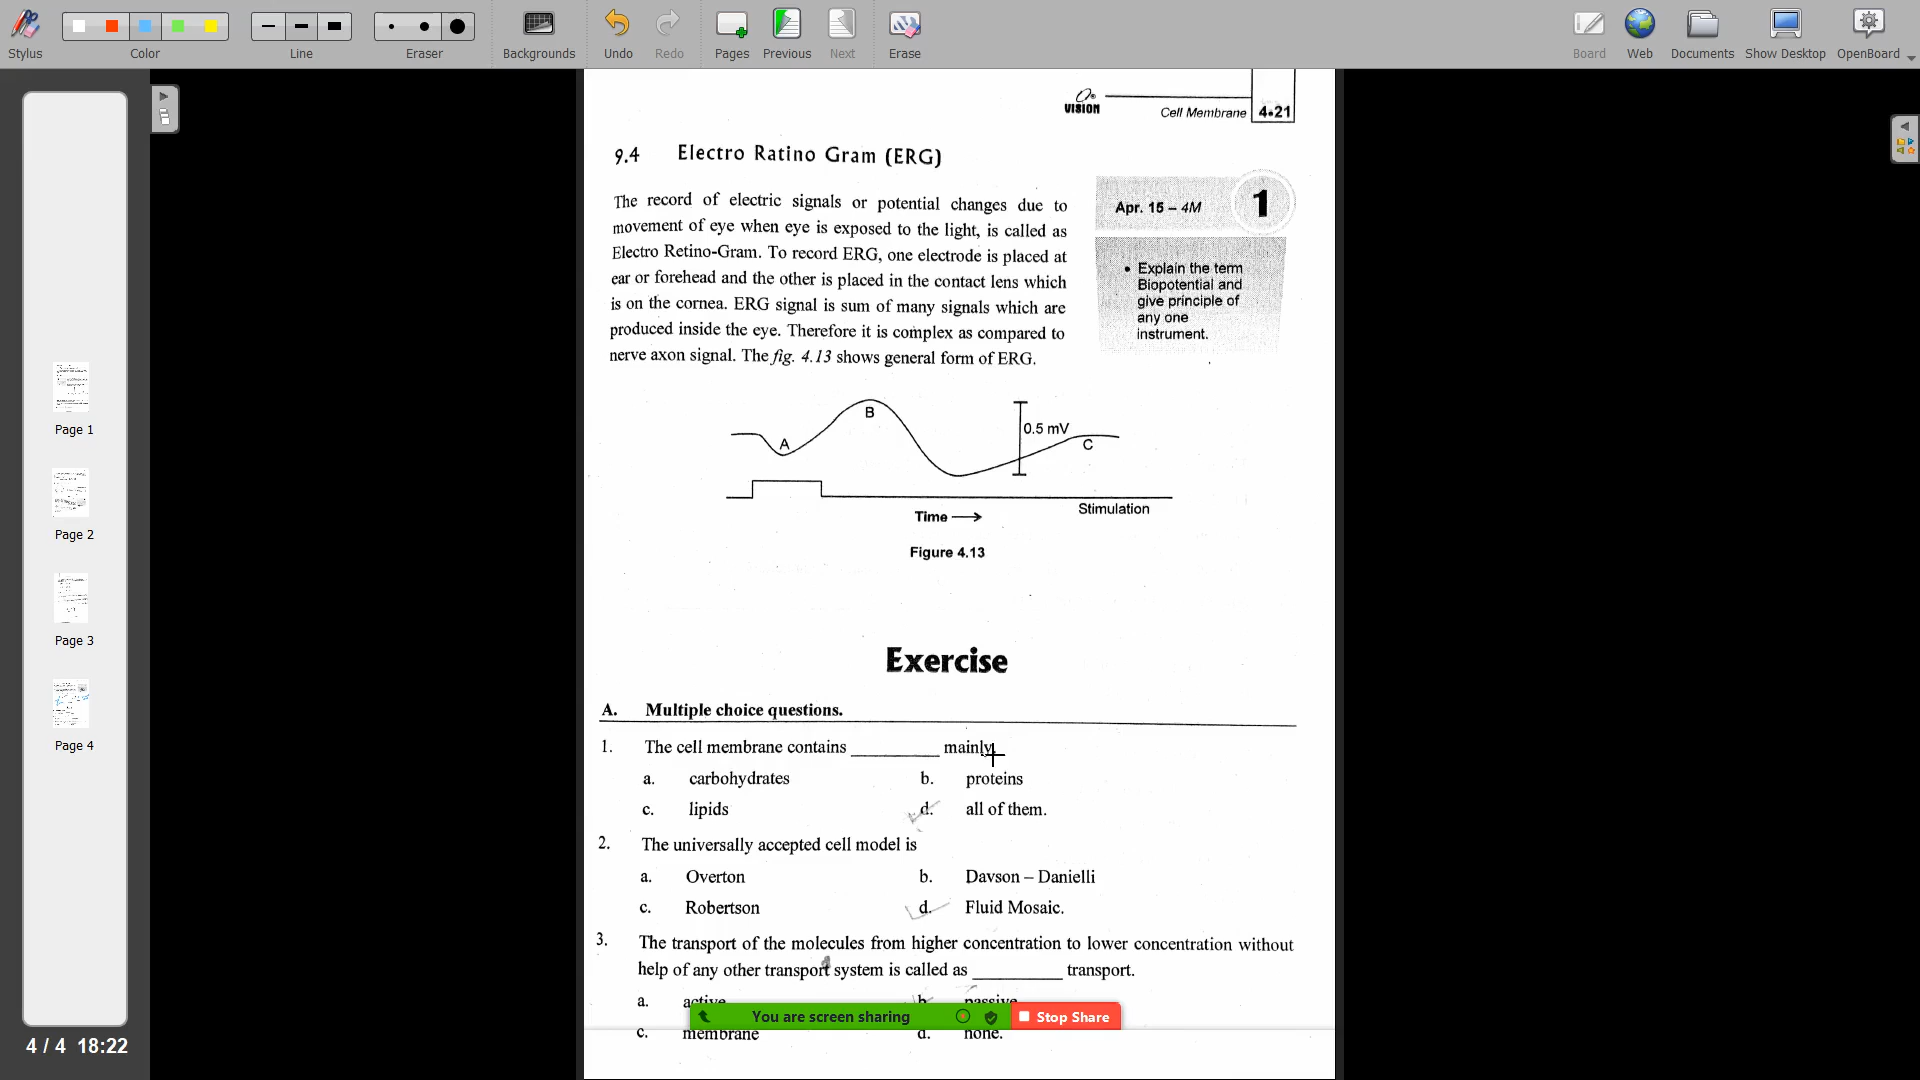 Stylus
Color
Line
Eraser
Backgrounds
Undo
Redo
Pages
Previous
Next
Erase
Board
Web
Documents
Show Desktop
OpenBoard
Page 1
Page 2
Page 3
Page 4
4 / 4 18:22
VISION
Cell Membrane 4•21
9.4 Electro Ratino Gram (ERG)
The record of electric signals or potential changes due to
movement of eye when eye is exposed to the light, is called as
Electro Retino-Gram. To record ERG, one electrode is placed at
ear or forehead and the other is placed in the contact lens which
is on the cornea. ERG signal is sum of many signals which are
produced inside the eye. Therefore it is complex as compared to
nerve axon signal. The fig. 4.13 shows general form of ERG.
Apr. 15 – 4M 1
• Explain the term
Biopotential and
give principle of
any one
instrument.
B
0.5 mV
A
C
Stimulation
Time
Figure 4.13
Exercise
A. Multiple choice questions.
1. The cell membrane contains __________ mainly.
a. carbohydrates b. proteins
c. lipids d. all of them.
2. The universally accepted cell model is
a. Overton b. Davson – Danielli
c. Robertson d. Fluid Mosaic.
3. The transport of the molecules from higher concentration to lower concentration without
help of any other transport system is called as __________ transport.
a. active b. passive
You are screen sharing Stop Share
c. membrane d. none.